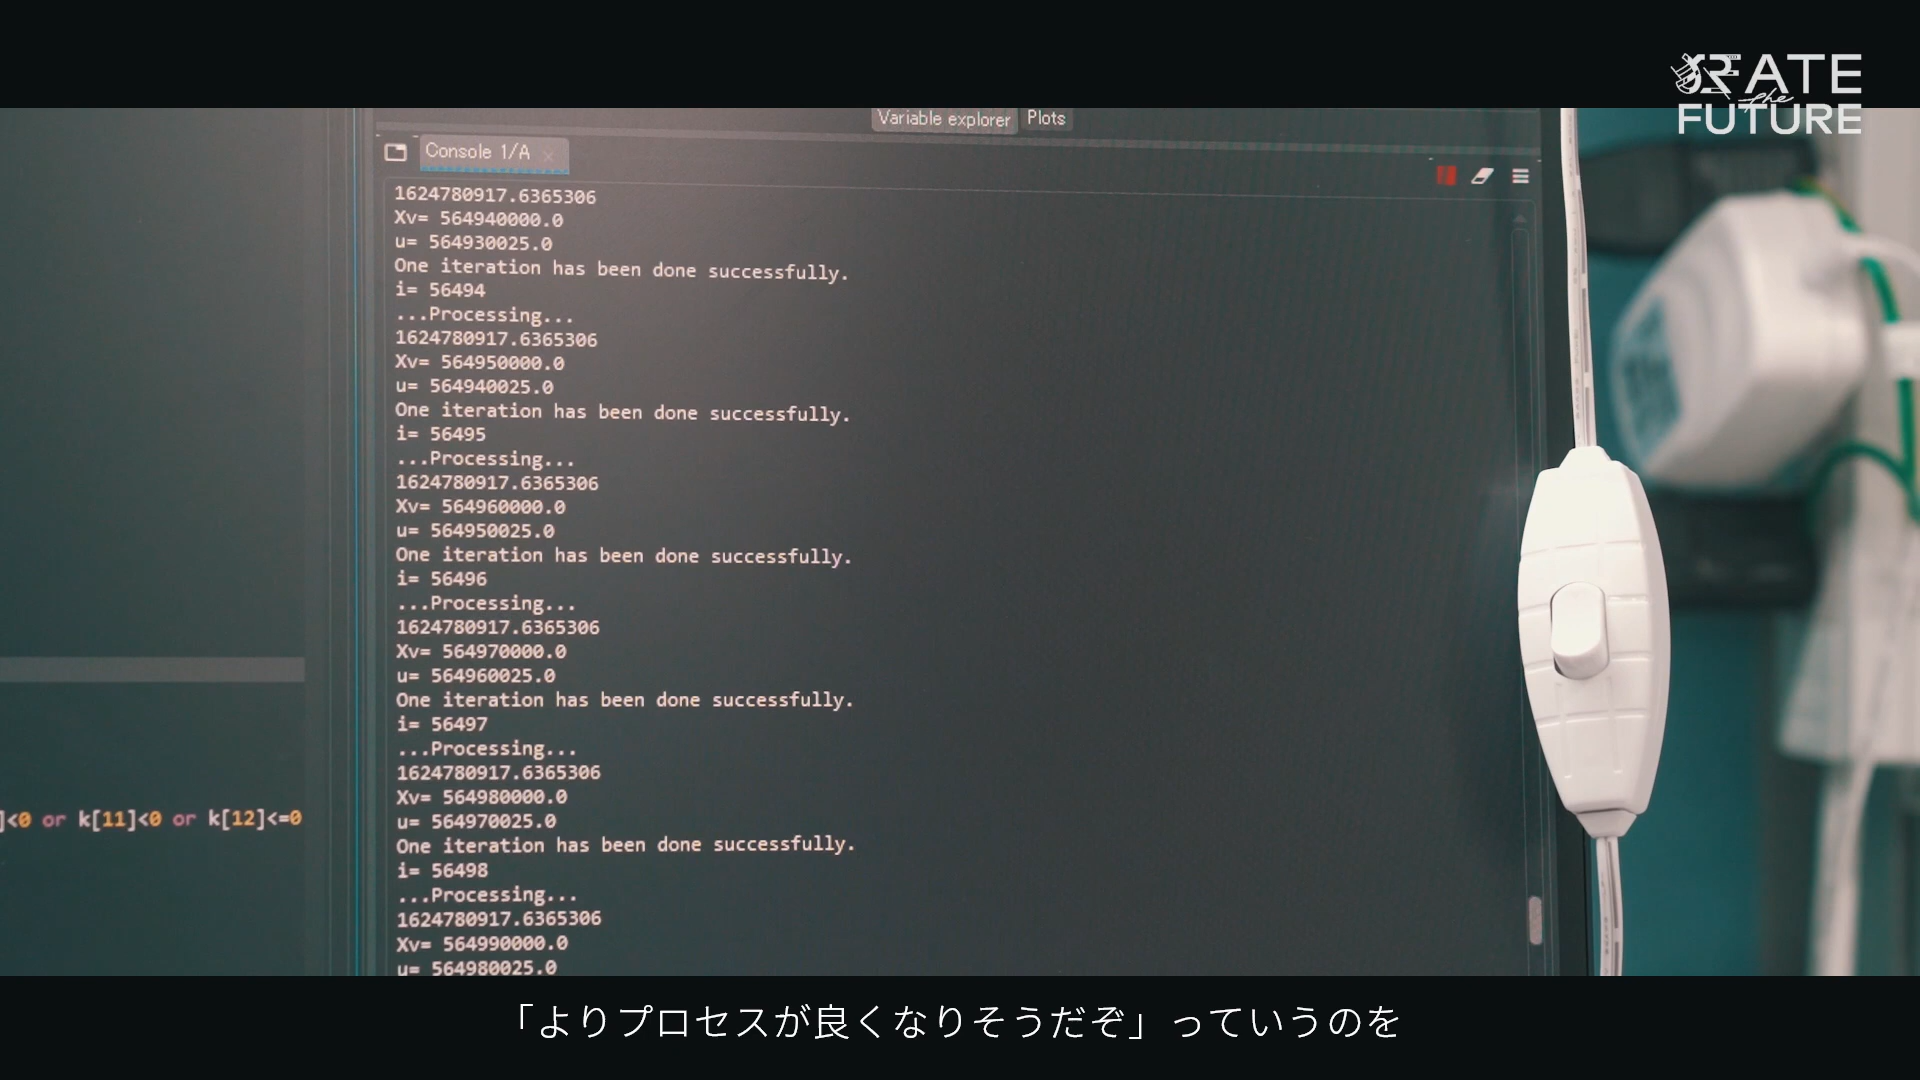 CREATE
the
FUTURE
Variable explorer Plots
Console 1/A
1624780917.6365306
Xv= 564940000.0
u= 564930025.0
One iteration has been done successfully.
i= 56494
...Processing...
1624780917.6365306
Xv= 564950000.0
u= 564940025.0
One iteration has been done successfully.
i= 56495
...Processing...
1624780917.6365306
Xv= 564960000.0
u= 564950025.0
One iteration has been done successfully.
i= 56496
...Processing...
1624780917.6365306
Xv= 564970000.0
u= 564960025.0
One iteration has been done successfully.
i= 56497
...Processing...
1624780917.6365306
Xv= 564980000.0
u= 564970025.0
One iteration has been done successfully.
i= 56498
...Processing...
1624780917.6365306
Xv= 564990000.0
u= 564980025.0
]<0 or k[11]<0 or k[12]<=0
「よりプロセスが良くなりそうだぞ」っていうのを